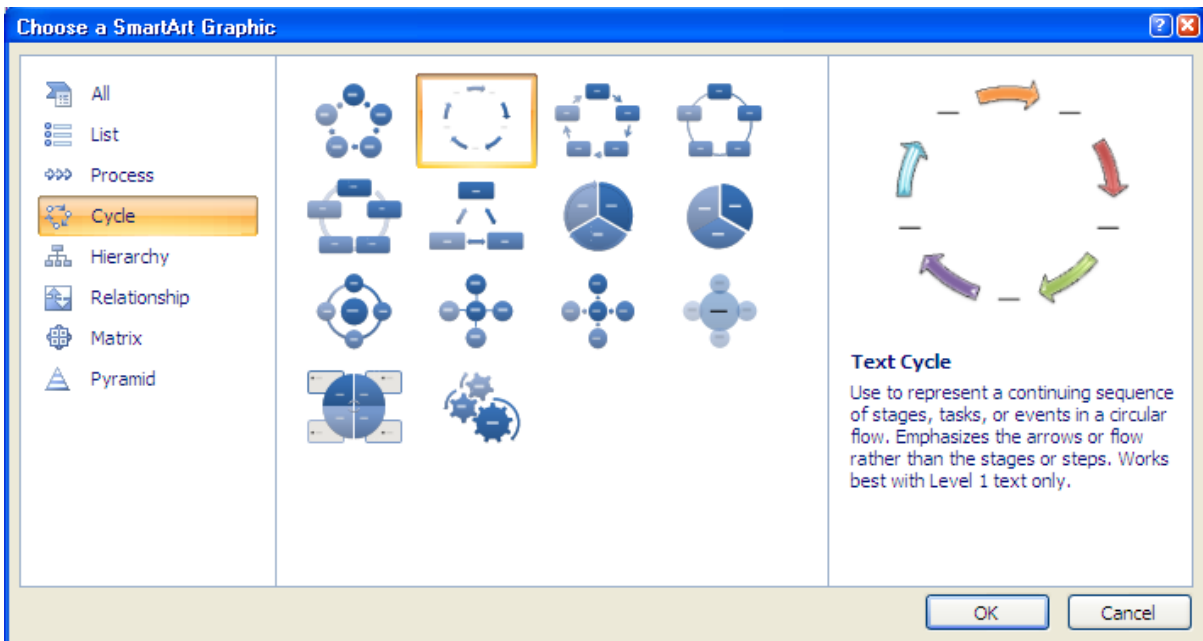 Choose a SmartArt Graphic
All
List
Process
Cycle
Hierarchy
Relationship
Matrix
Pyramid
Text Cycle
Use to represent a continuing sequence
of stages, tasks, or events in a circular
flow. Emphasizes the arrows or flow
rather than the stages or steps. Works
best with Level 1 text only.
OK
Cancel